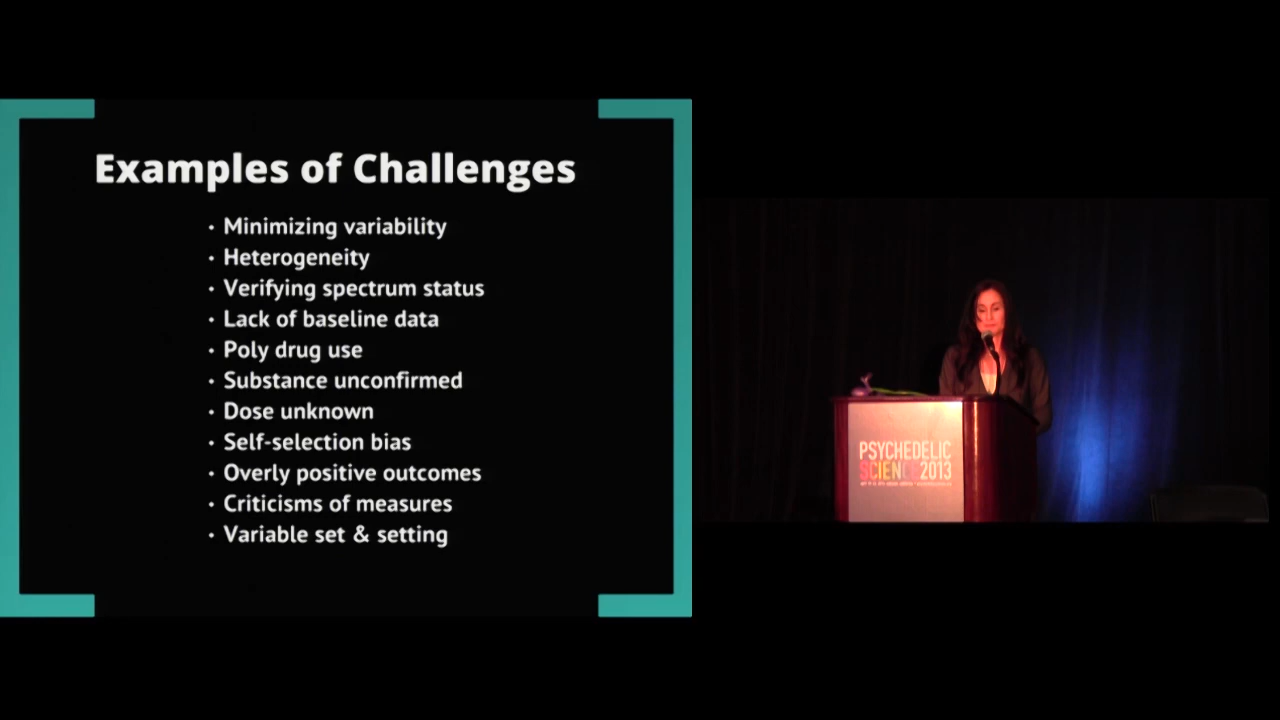 Examples of Challenges
· Minimizing variability
· Heterogeneity
· Verifying spectrum status
· Lack of baseline data
· Poly drug use
· Substance unconfirmed
· Dose unknown
· Self-selection bias
· Overly positive outcomes
· Criticisms of measures
· Variable set & setting
PSYCHEDELIC
SCIENCE 2013